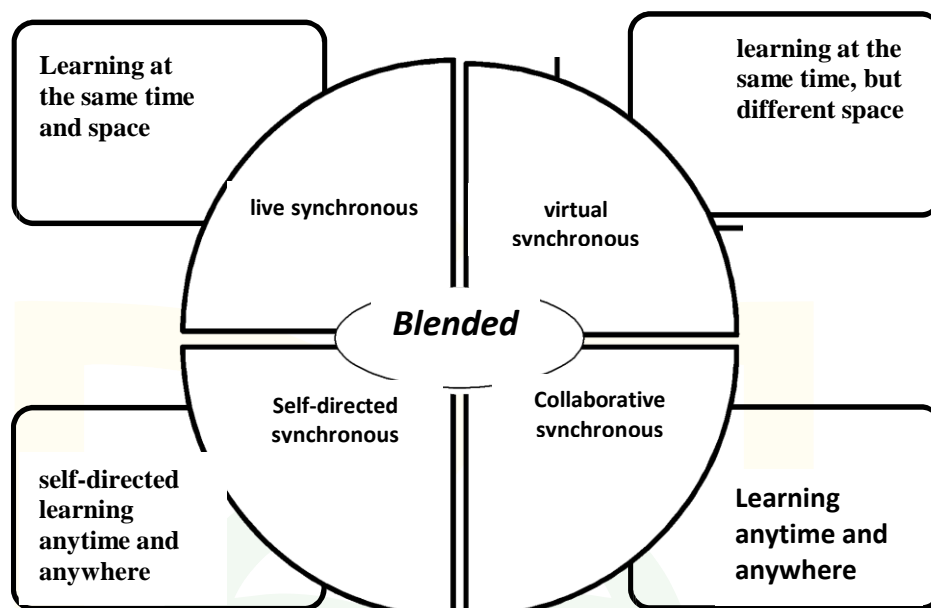 Learning at
the same time
and space
learning at the
same time, but
different space
live synchronous
virtual
synchronous
Blended
Self-directed
synchronous
Collaborative
synchronous
self-directed
learning
anytime and
anywhere
Learning
anytime and
anywhere